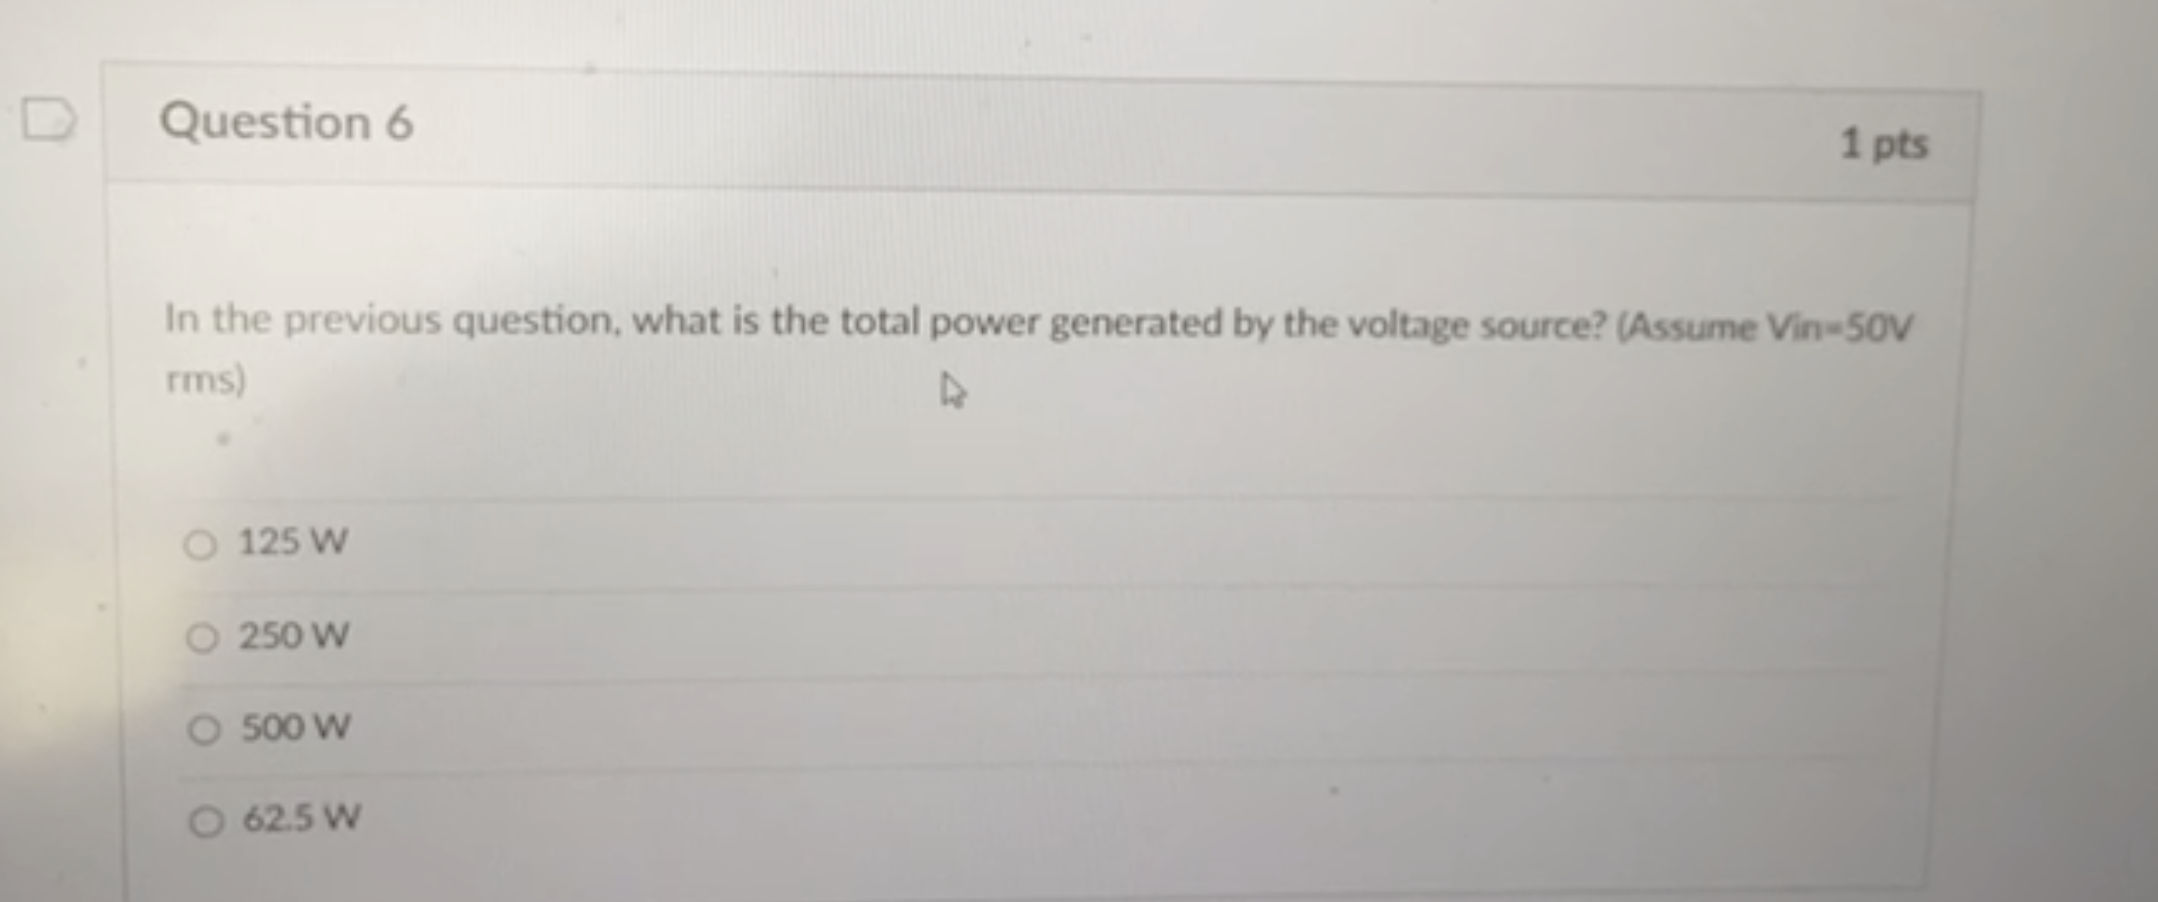 Question 6
1 pts
In the previous question, what is the total power generated by the voltage source? (Assume Vin=50V
rms)
125 W
250 W
500 W
62.5 W